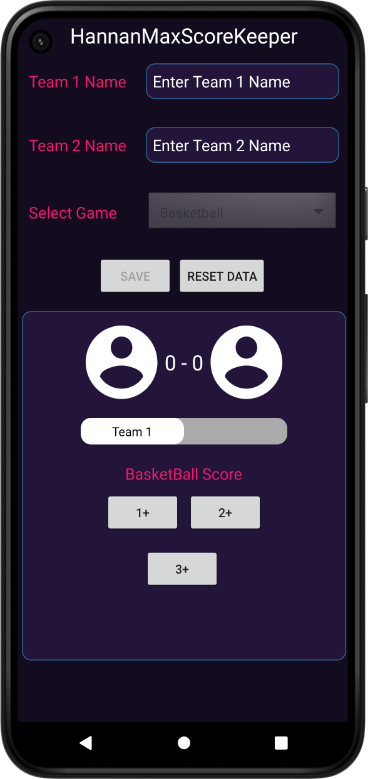 HannanMaxScoreKeeper
Team 1 Name
Enter Team 1 Name
Team 2 Name
Enter Team 2 Name
Select Game
Basketball
SAVE
RESET DATA
0 - 0
Team 1
BasketBall Score
1+
2+
3+